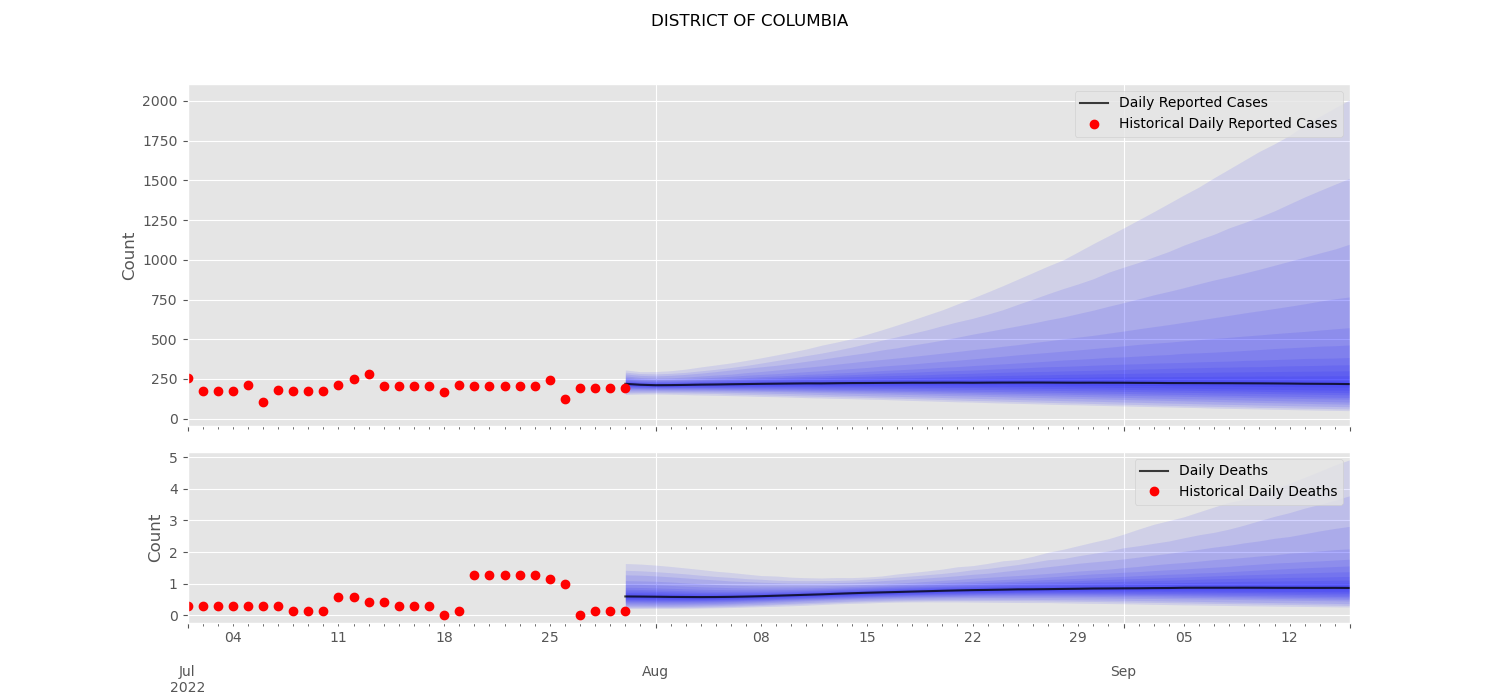 DISTRICT OF COLUMBIA
2000
1750
1500
1250
1000
750
500
250
0
Count
Daily Reported Cases
Historical Daily Reported Cases
5
4
3
2
1
0
Count
Daily Deaths
Historical Daily Deaths
04 11 18 25 08 15 22 29 05 12
Jul Aug Sep
2022